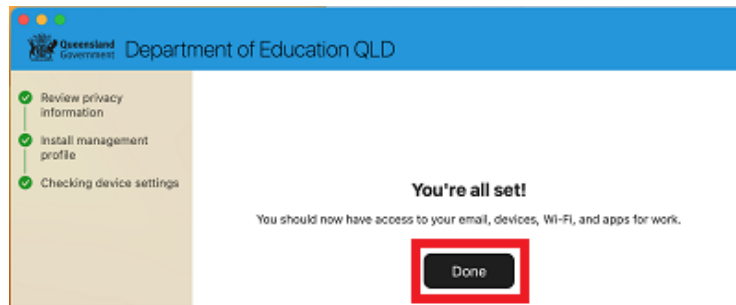 Queensland
Government
Department of Education QLD
Review privacy
information
Install management
profile
Checking device settings
You're all set!
You should now have access to your email, devices, Wi-Fi, and apps for work.
Done